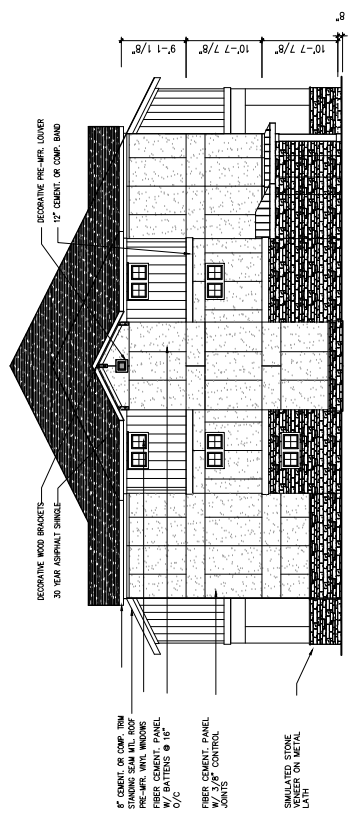 DECORATIVE WOOD BRACKETS
30 YEAR ASHPHALT SHINGLE
DECORATIVE PRE-MFR. LOUVER
12" CEMENT. OR COMP. BAND
8" CEMENT. OR COMP. TRIM
STANDING SEAM MTL. ROOF
PRE-MFR. VINYL WINDOWS
FIBER CEMENT. PANEL
W/ BATTENS @ 16"
O/C
FIBER CEMENT. PANEL
W/ 3/8" CONTROL
JOINTS
SIMULATED STONE
VENEER ON METAL
LATH
9'-1 1/8"
10'-7 7/8"
10'-7 7/8"
8"